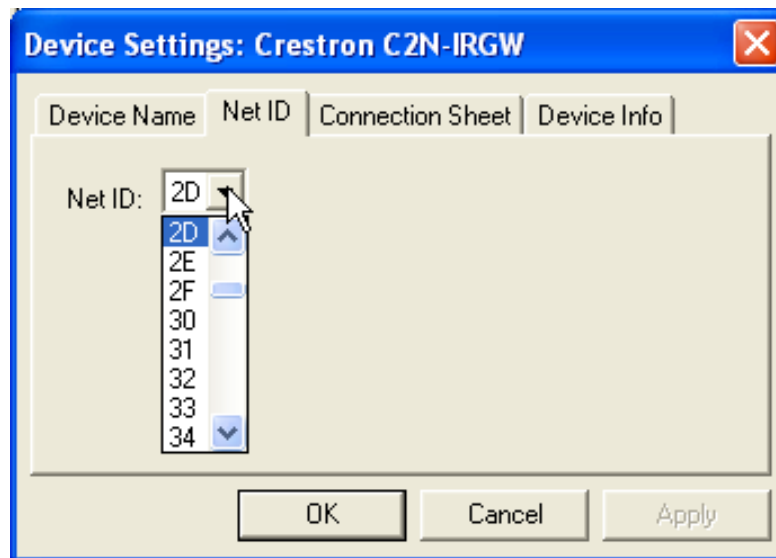 Device Settings: Crestron C2N-IRGW
Device Name Net ID Connection Sheet Device Info
Net ID: 2D
2D
2E
2F
30
31
32
33
34
OK Cancel Apply